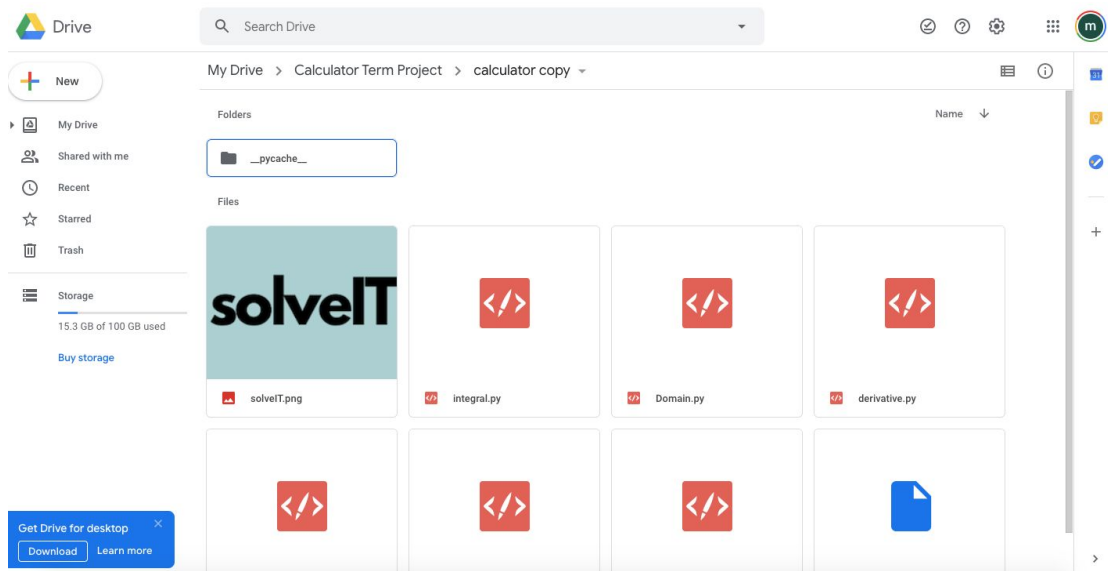 Drive
Search Drive
m
New
My Drive
Shared with me
Recent
Starred
Trash
Storage
15.3 GB of 100 GB used
Buy storage
Get Drive for desktop
Download Learn more
My Drive > Calculator Term Project > calculator copy
Folders
Name
__pycache__
Files
solveIT
solveIT.png
integral.py
Domain.py
derivative.py
31